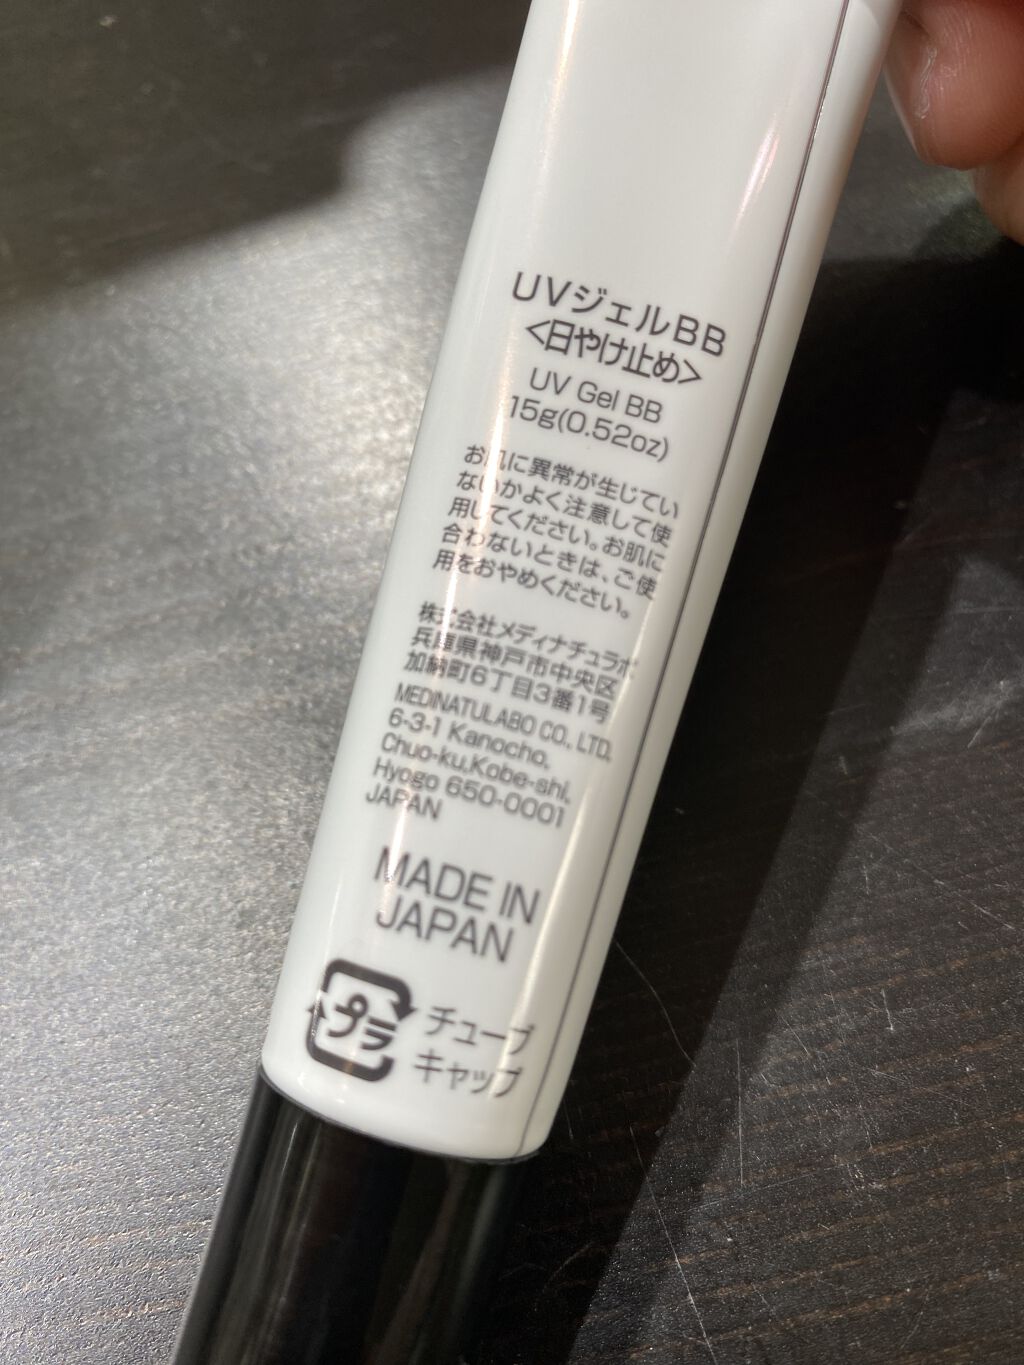 UVジェルBB
<日やけ止め>
UV Gel BB
15g(0.52oz)
お肌に異常が生じてい
ないかよく注意して使
用してください。お肌に
合わないときは、ご使
用をおやめください。
株式会社メディナチュラボ
兵庫県神戸市中央区
加納町6丁目3番1号
MEDINATULABO CO., LTD.
6-3-1 Kanocho,
Chuo-ku,Kobe-shi,
Hyogo 650-0001
JAPAN
MADE IN
JAPAN
プラ
チューブ
キャップ